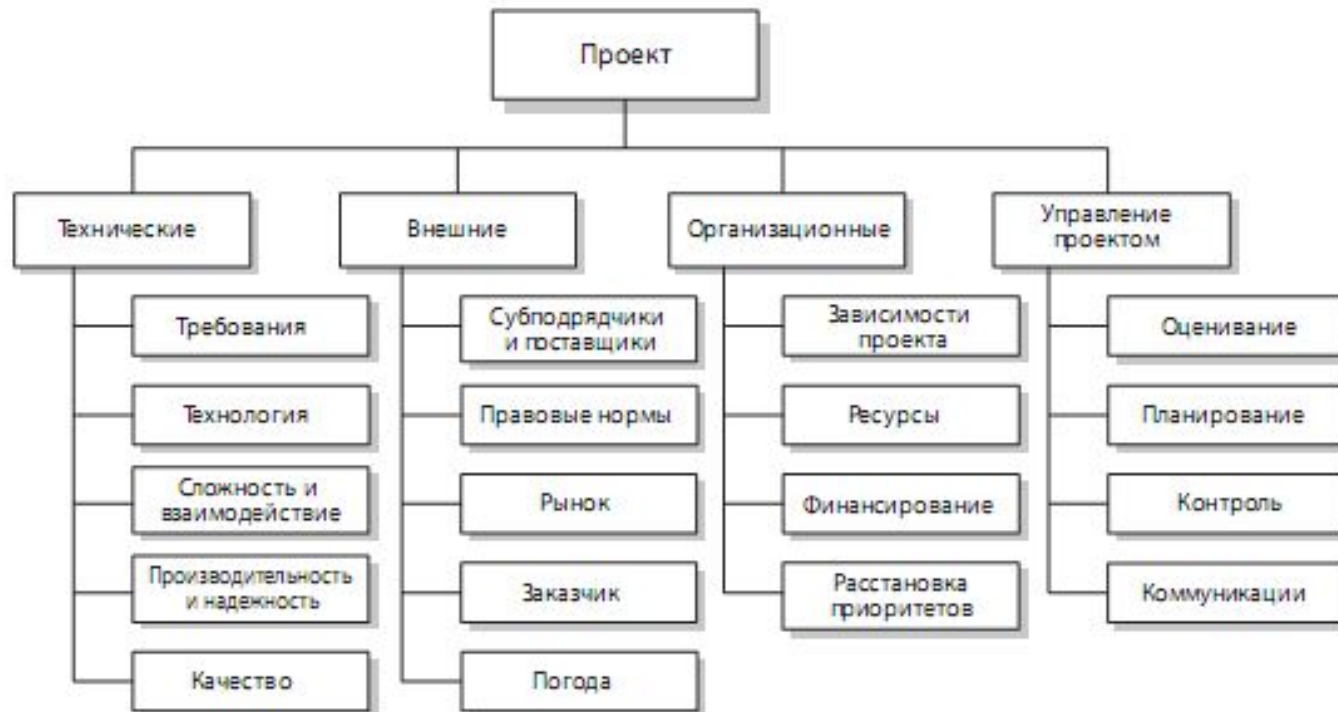 Проект
Технические
Требования
Технология
Сложность и
взаимодействие
Производительность
и надежность
Качество
Внешние
Субподрядчики
и поставщики
Правовые нормы
Рынок
Заказчик
Погода
Организационные
Зависимости
проекта
Ресурсы
Финансирование
Расстановка
приоритетов
Управление
проектом
Оценивание
Планирование
Контроль
Коммуникации